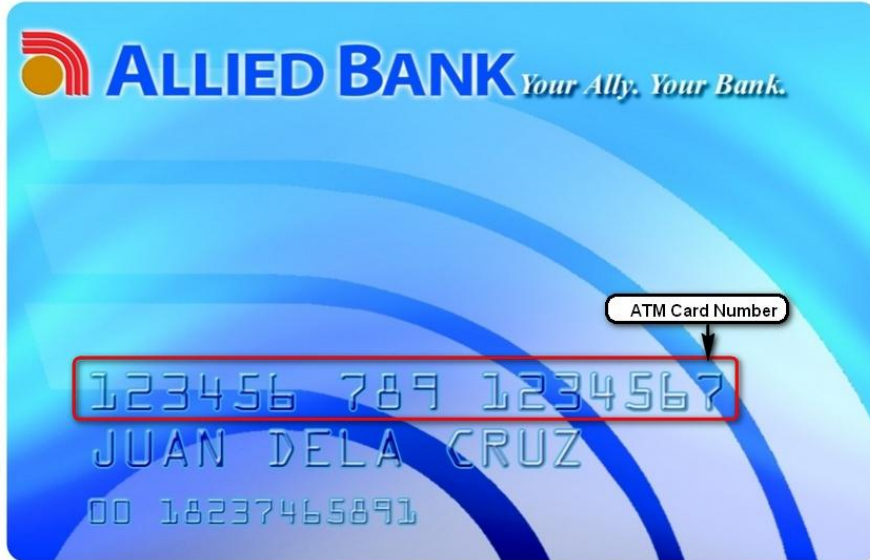 ALLIED BANK Your Ally. Your Bank.
ATM Card Number
123456 789 1234567
JUAN DELA CRUZ
00 18237465891